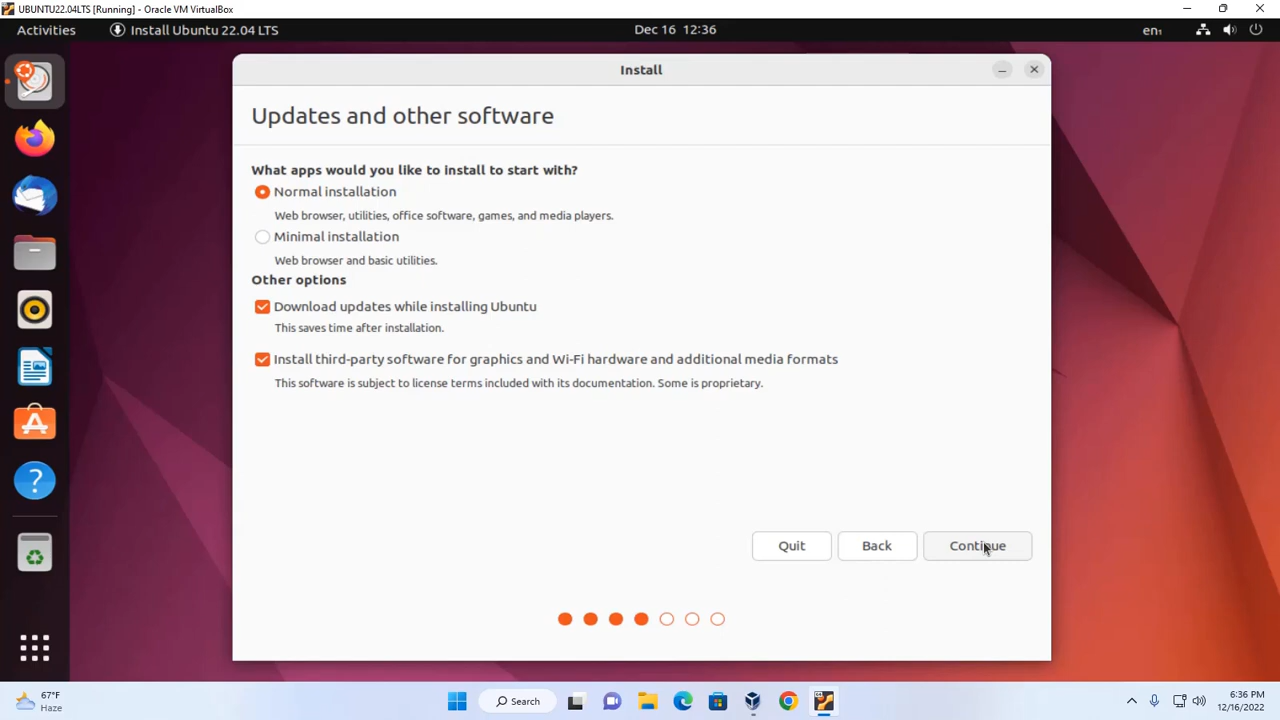 UBUNTU22.04LTS [Running] - Oracle VM VirtualBox
Activities Install Ubuntu 22.04 LTS Dec 16 12:36 en₁
Install
Updates and other software
What apps would you like to install to start with?
Normal installation
Web browser, utilities, office software, games, and media players.
Minimal installation
Web browser and basic utilities.
Other options
Download updates while installing Ubuntu
This saves time after installation.
Install third-party software for graphics and Wi-Fi hardware and additional media formats
This software is subject to license terms included with its documentation. Some is proprietary.
Quit Back Continue
67°F
Haze
Search
6:36 PM
12/16/2022